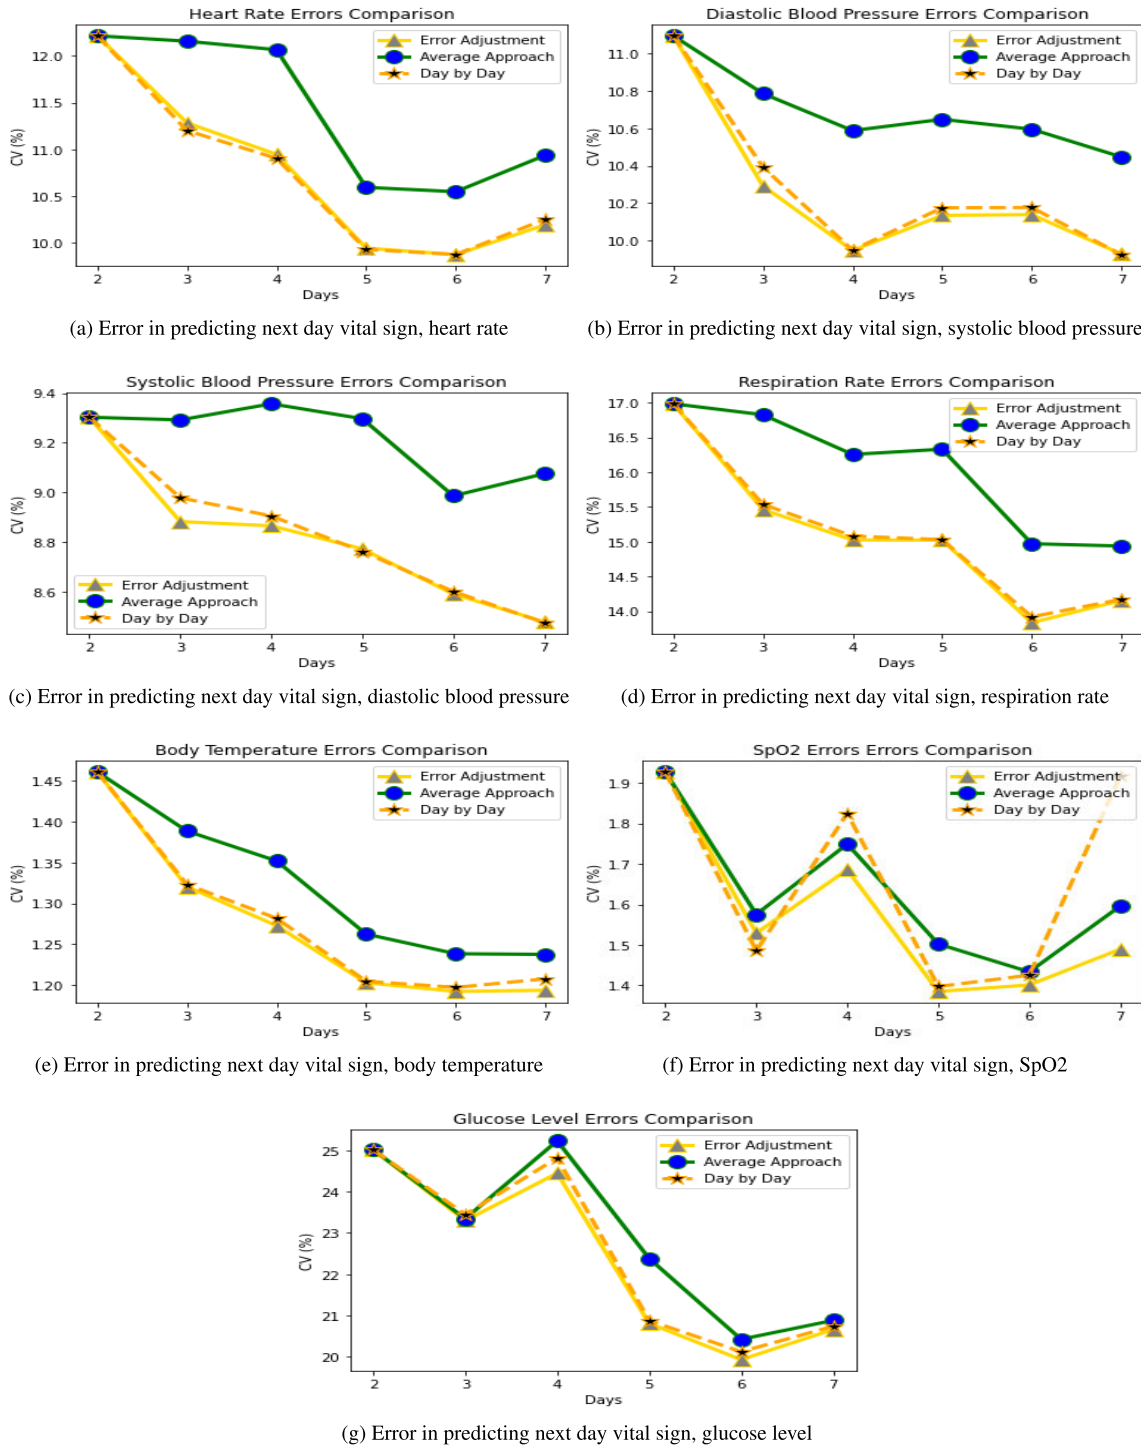 Heart Rate Errors Comparison
CV (%)
12.0
11.5
11.0
10.5
10.0
Error Adjustment
Average Approach
Day by Day
2 3 4 5 6 7
Days
(a) Error in predicting next day vital sign, heart rate
Diastolic Blood Pressure Errors Comparison
CV (%)
11.0
10.8
10.6
10.4
10.2
10.0
Error Adjustment
Average Approach
Day by Day
2 3 4 5 6 7
Days
(b) Error in predicting next day vital sign, systolic blood pressure
Systolic Blood Pressure Errors Comparison
CV (%)
9.4
9.2
9.0
8.8
8.6
Error Adjustment
Average Approach
Day by Day
2 3 4 5 6 7
Days
(c) Error in predicting next day vital sign, diastolic blood pressure
Respiration Rate Errors Comparison
CV (%)
17.0
16.5
16.0
15.5
15.0
14.5
14.0
Error Adjustment
Average Approach
Day by Day
2 3 4 5 6 7
Days
(d) Error in predicting next day vital sign, respiration rate
Body Temperature Errors Comparison
CV (%)
1.45
1.40
1.35
1.30
1.25
1.20
Error Adjustment
Average Approach
Day by Day
2 3 4 5 6 7
Days
(e) Error in predicting next day vital sign, body temperature
SpO2 Errors Errors Comparison
CV (%)
1.9
1.8
1.7
1.6
1.5
1.4
Error Adjustment
Average Approach
Day by Day
2 3 4 5 6 7
Days
(f) Error in predicting next day vital sign, SpO2
Glucose Level Errors Comparison
CV (%)
25
24
23
22
21
20
Error Adjustment
Average Approach
Day by Day
2 3 4 5 6 7
Days
(g) Error in predicting next day vital sign, glucose level